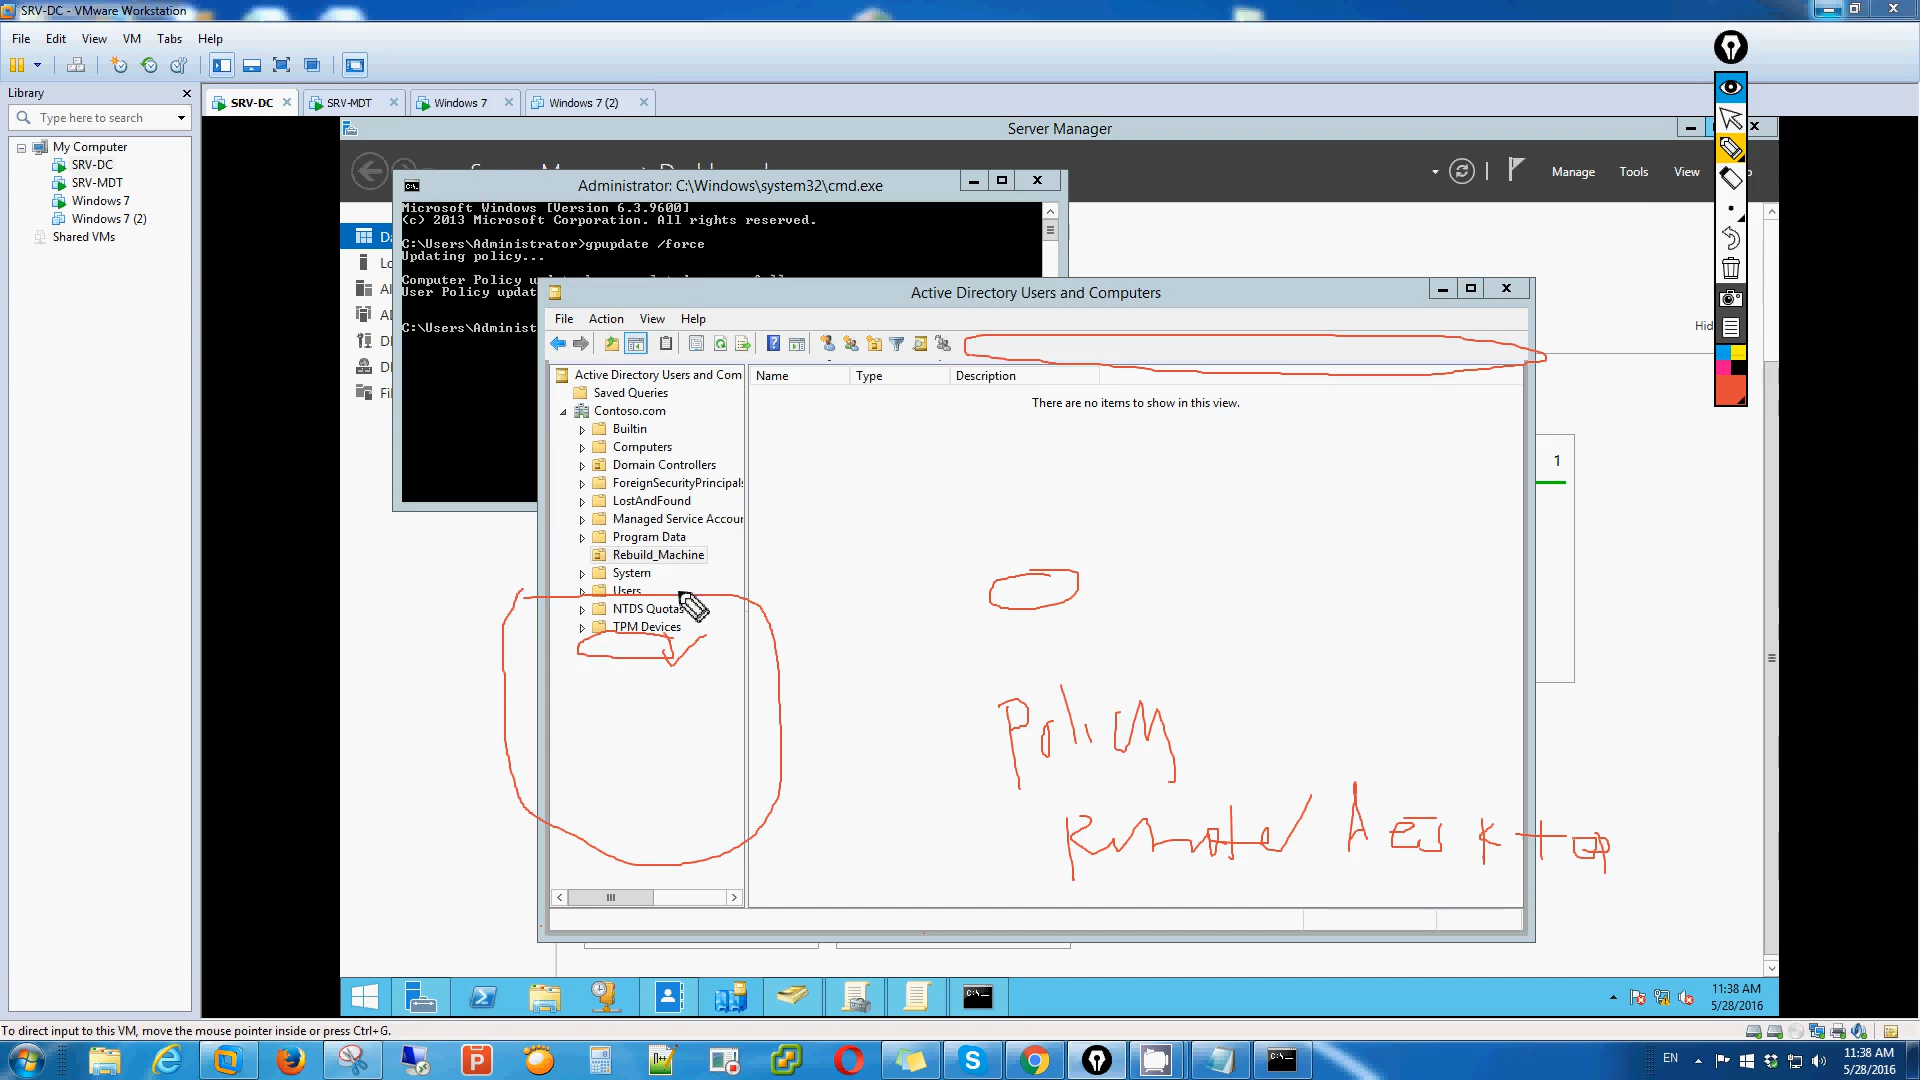 SRV-DC - VMware Workstation
File Edit View VM Tabs Help
Library
Type here to search
My Computer
SRV-DC
SRV-MDT
Windows 7
Windows 7 (2)
Shared VMs
SRV-DC SRV-MDT Windows 7 Windows 7 (2)
Server Manager
Manage Tools View
Administrator: C:\Windows\system32\cmd.exe
Microsoft Windows [Version 6.3.9600]
(c) 2013 Microsoft Corporation. All rights reserved.
C:\Users\Administrator>gpupdate /force
Updating policy...
Computer Policy
User Policy updat
C:\Users\Administ
Hid
1
Active Directory Users and Computers
File Action View Help
Active Directory Users and Com
Saved Queries
Contoso.com
Builtin
Computers
Domain Controllers
ForeignSecurityPrincipals
LostAndFound
Managed Service Accour
Program Data
Rebuild_Machine
System
Users
NTDS Quotas
TPM Devices
Name Type Description
There are no items to show in this view.
Policy
Remote Desktop
11:38 AM
5/28/2016
To direct input to this VM, move the mouse pointer inside or press Ctrl+G.
EN
11:38 AM
5/28/2016